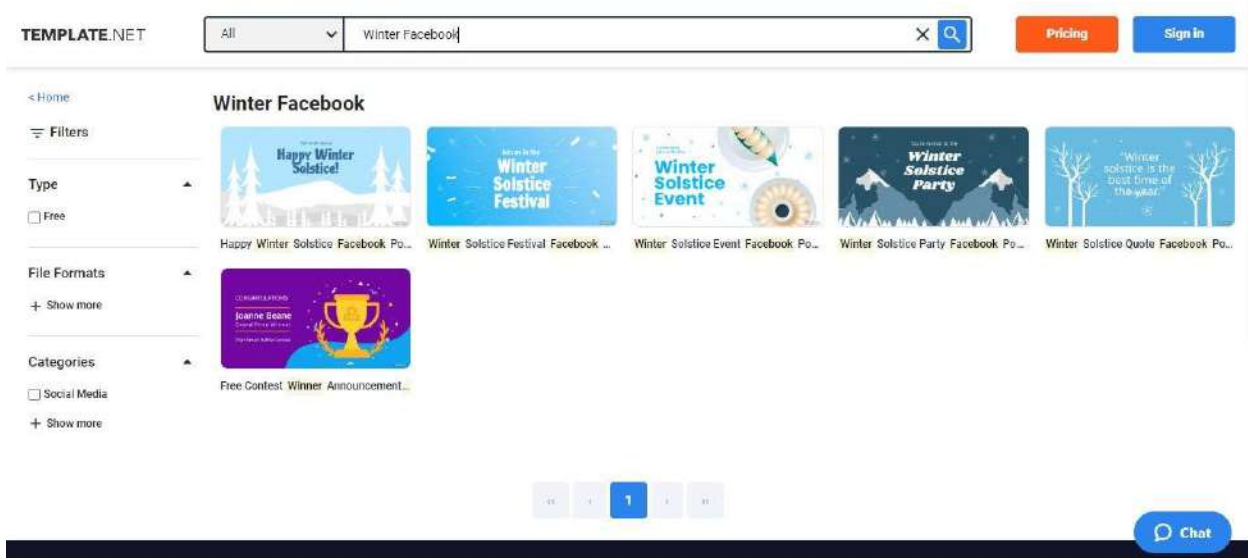 TEMPLATE.NET
All
Winter Facebook
Pricing
Sign in
< Home
Filters
Type
Free
File Formats
+ Show more
Categories
Social Media
+ Show more
Winter Facebook
Happy Winter
Solstice!
Happy Winter Solstice Facebook Po...
Winter
Solstice
Festival
Winter Solstice Festival Facebook ...
Winter
Solstice
Event
Winter Solstice Event Facebook Po...
Winter
Solstice
Party
Winter Solstice Party Facebook Po...
"Winter
solstice is the
best time of
the year."
Winter Solstice Quote Facebook Po...
CONGRATULATIONS
Joanne Beane
Free Contest Winner Announcement...
«
‹
1
›
»
Chat